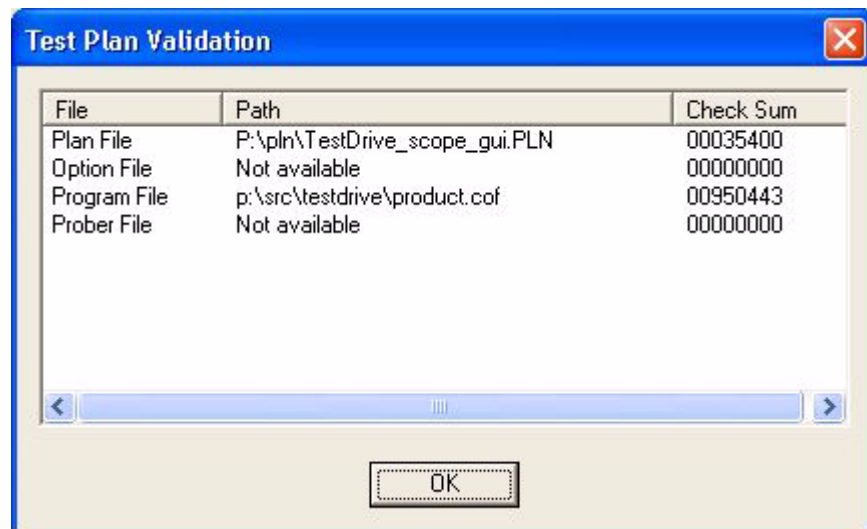 Test Plan Validation
File Path Check Sum
Plan File P:\pln\TestDrive_scope_gui.PLN 00035400
Option File Not available 00000000
Program File p:\src\testdrive\product.cof 00950443
Prober File Not available 00000000
OK